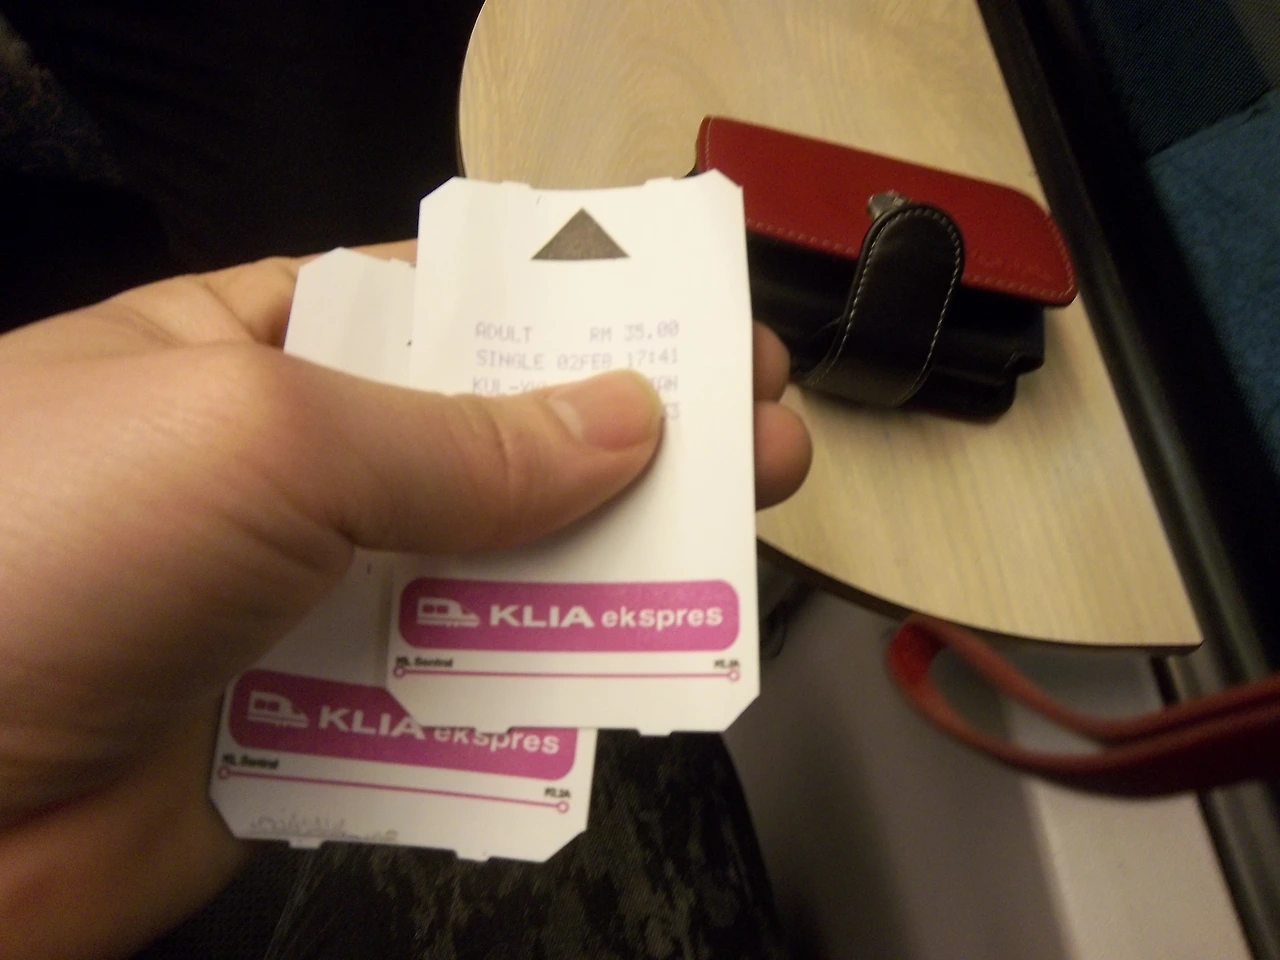 ADULT RM 35.00
SINGLE 02FEB 17:41
KLIA ekspres
KL Sentral KLIA
KLIA ekspres
KL Sentral KLIA